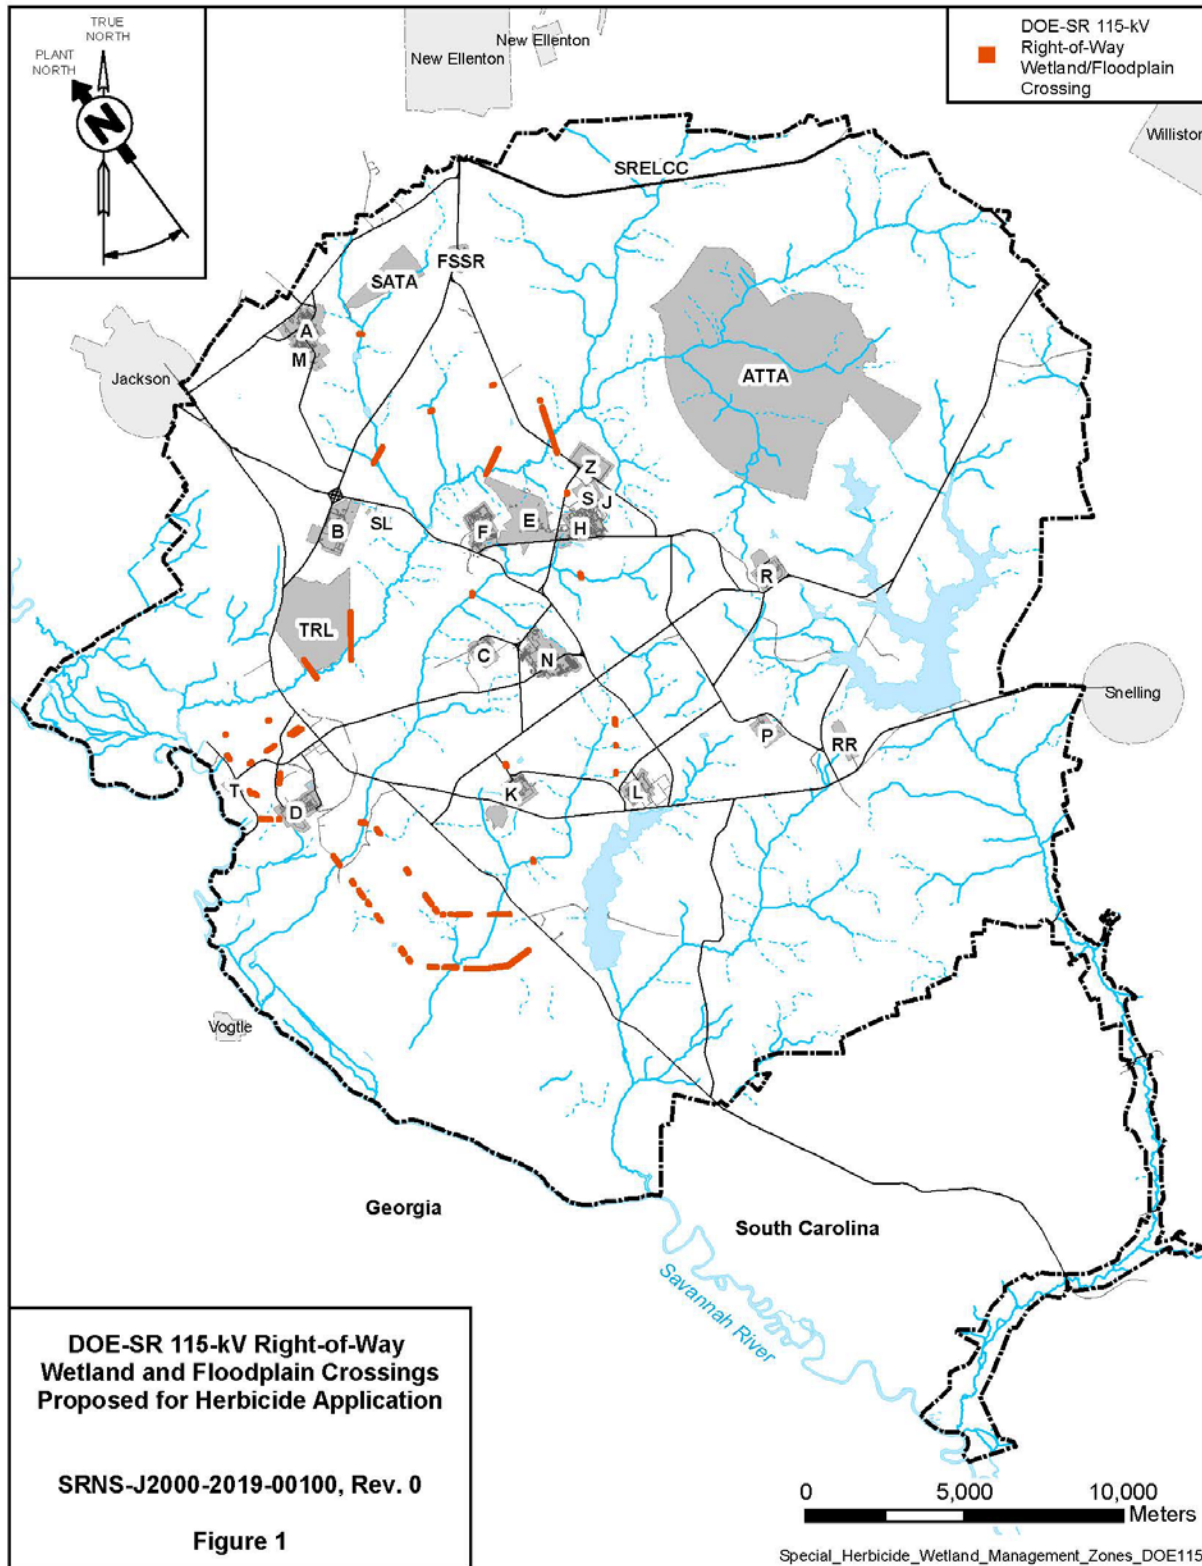 TRUE
NORTH
PLANT
NORTH
N
New Ellenton
New Ellenton
DOE-SR 115-kV
Right-of-Way
Wetland/Floodplain
Crossing
Williston
SRELCC
FSSR
SATA
A
M
Jackson
ATTA
Z
S
J
B
SL
F
E
H
R
TRL
C
N
Snelling
P
RR
T
K
L
D
Vogtle
Georgia
South Carolina
Savannah River
DOE-SR 115-kV Right-of-Way
Wetland and Floodplain Crossings
Proposed for Herbicide Application
SRNS-J2000-2019-00100, Rev. 0
Figure 1
0 5,000 10,000
Meters
Special_Herbicide_Wetland_Management_Zones_DOE115